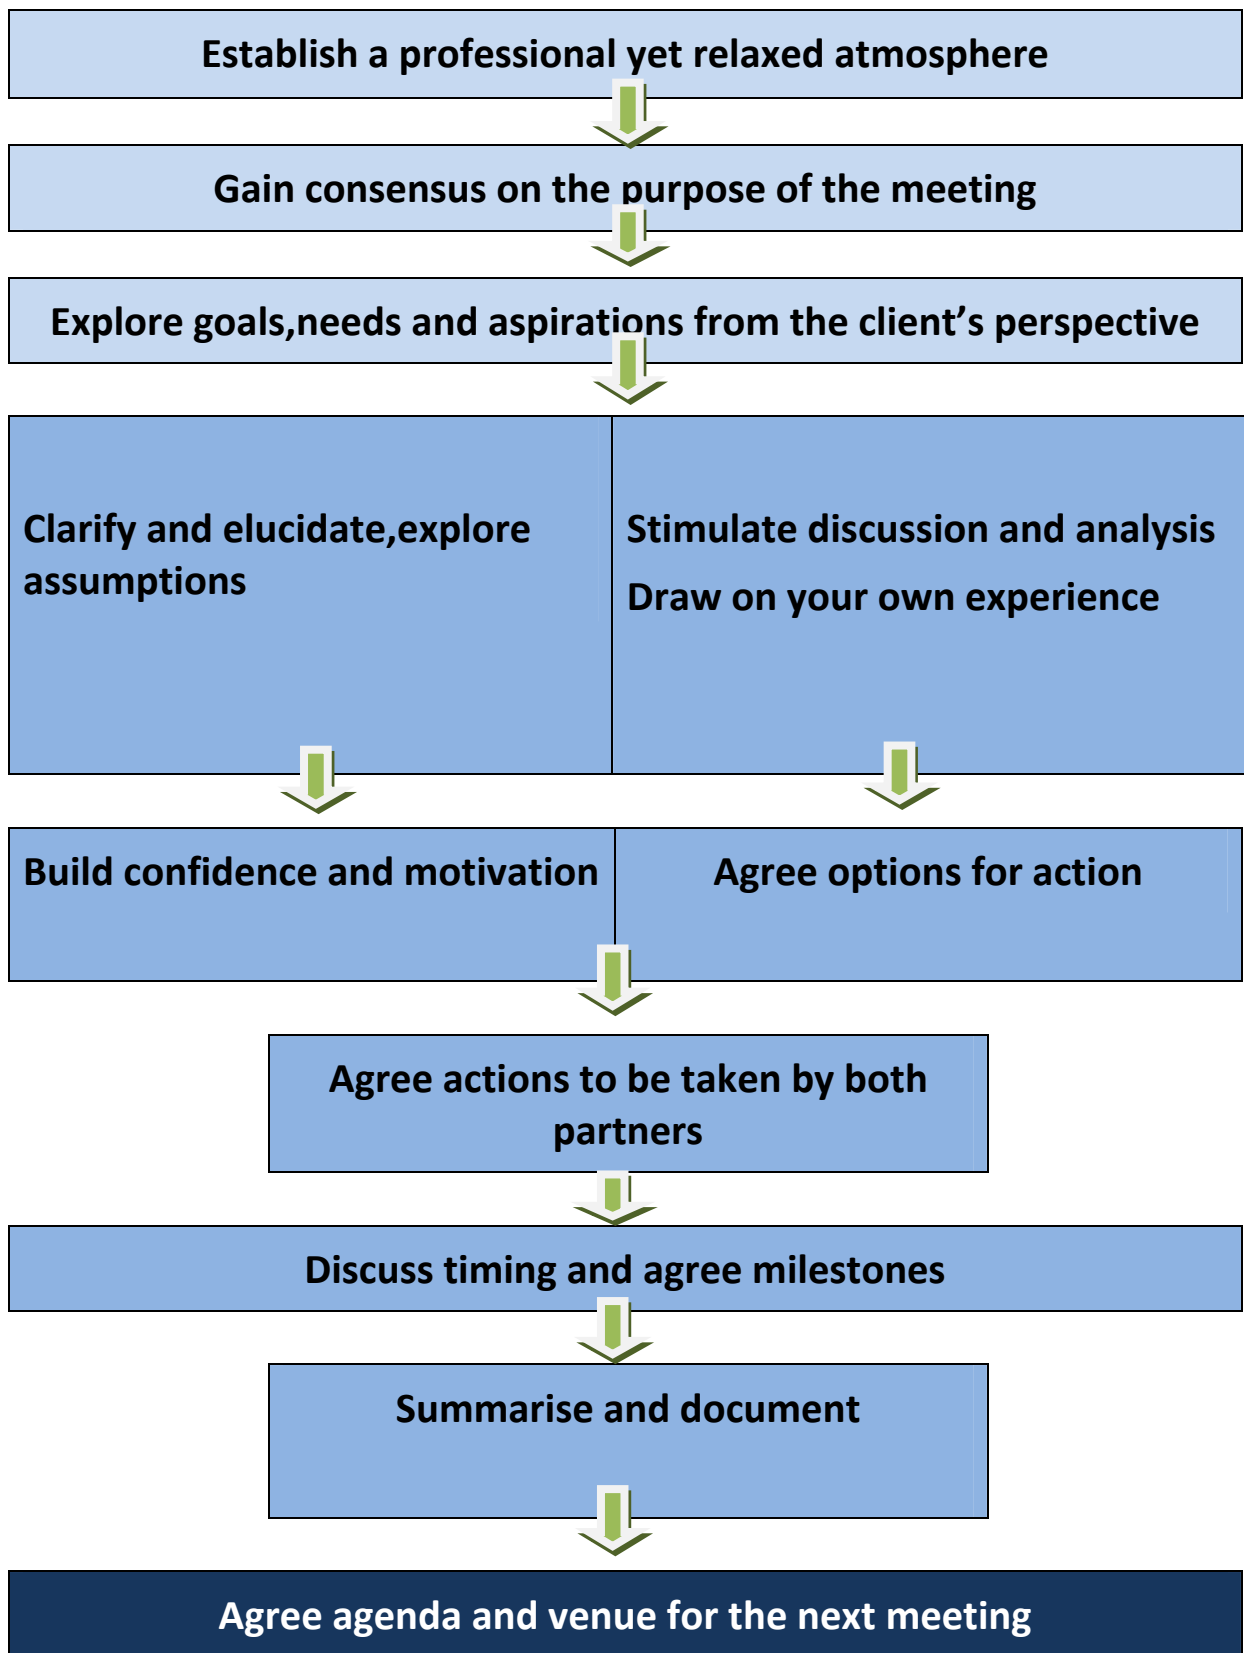 Establish a professional yet relaxed atmosphere
Gain consensus on the purpose of the meeting
Explore goals,needs and aspirations from the client’s perspective
Clarify and elucidate,explore
assumptions
Stimulate discussion and analysis
Draw on your own experience
Build confidence and motivation
Agree options for action
Agree actions to be taken by both
partners
Discuss timing and agree milestones
Summarise and document
Agree agenda and venue for the next meeting